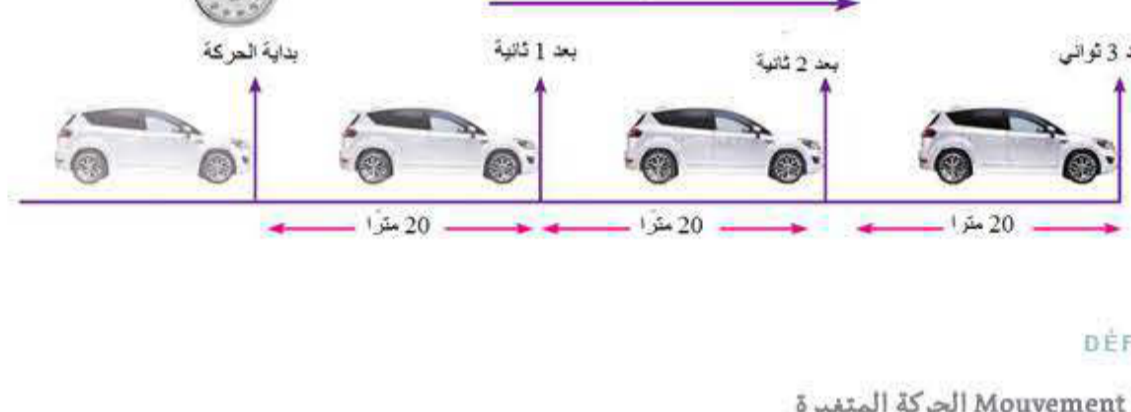 بداية الحركة
بعد 1 ثانية
بعد 2 ثانية
3 ثواني
20 مترًا
20 مترًا
20 مترًا
Mouvement الحركة المتغيرة